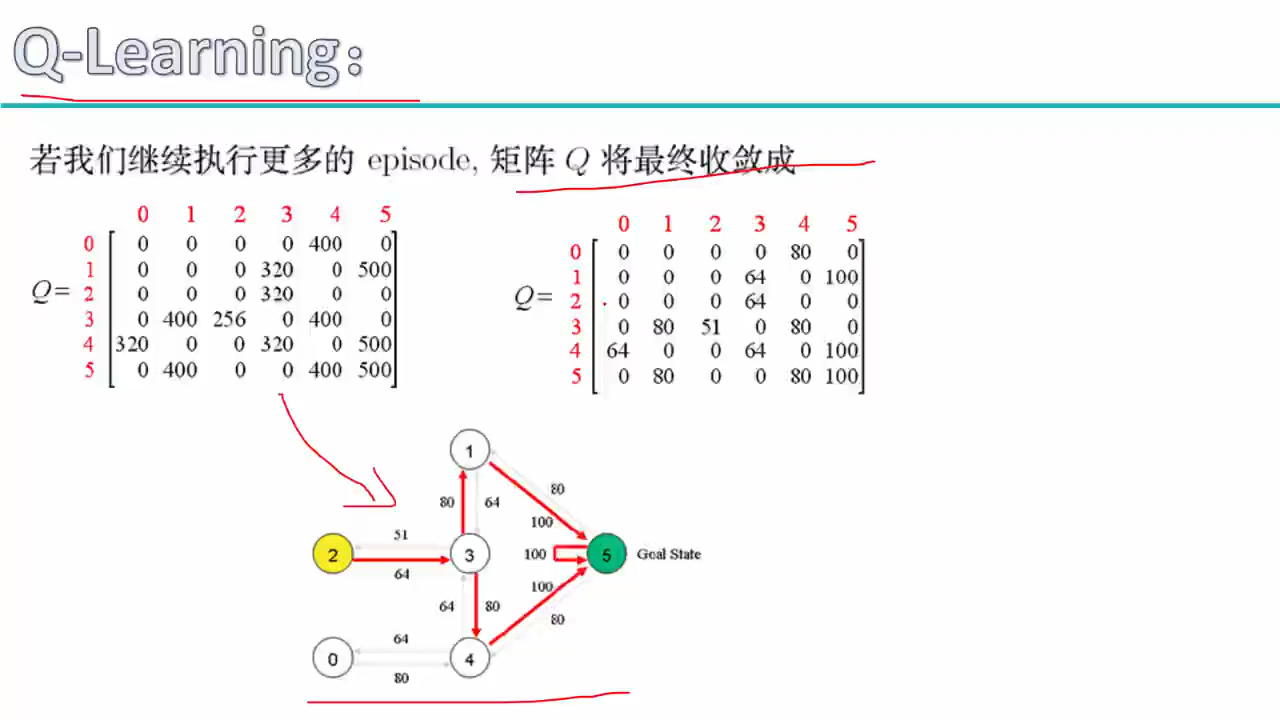 Q-Learning：
若我们继续执行更多的 episode, 矩阵 Q 将最终收敛成
0 1 2 3 4 5
Q=
0 0 0 0 0 400 0
1 0 0 0 320 0 500
2 0 0 0 320 0 0
3 0 400 256 0 400 0
4 320 0 0 320 0 500
5 0 400 0 0 400 500
0 1 2 3 4 5
Q=
0 0 0 0 0 80 0
1 0 0 0 64 0 100
2 0 0 0 64 0 0
3 0 80 51 0 80 0
4 64 0 0 64 0 100
5 0 80 0 0 80 100
1
80
80 64
100
51
2 3 100 5 Goal State
64
100
64 80
80
64
0 4
80